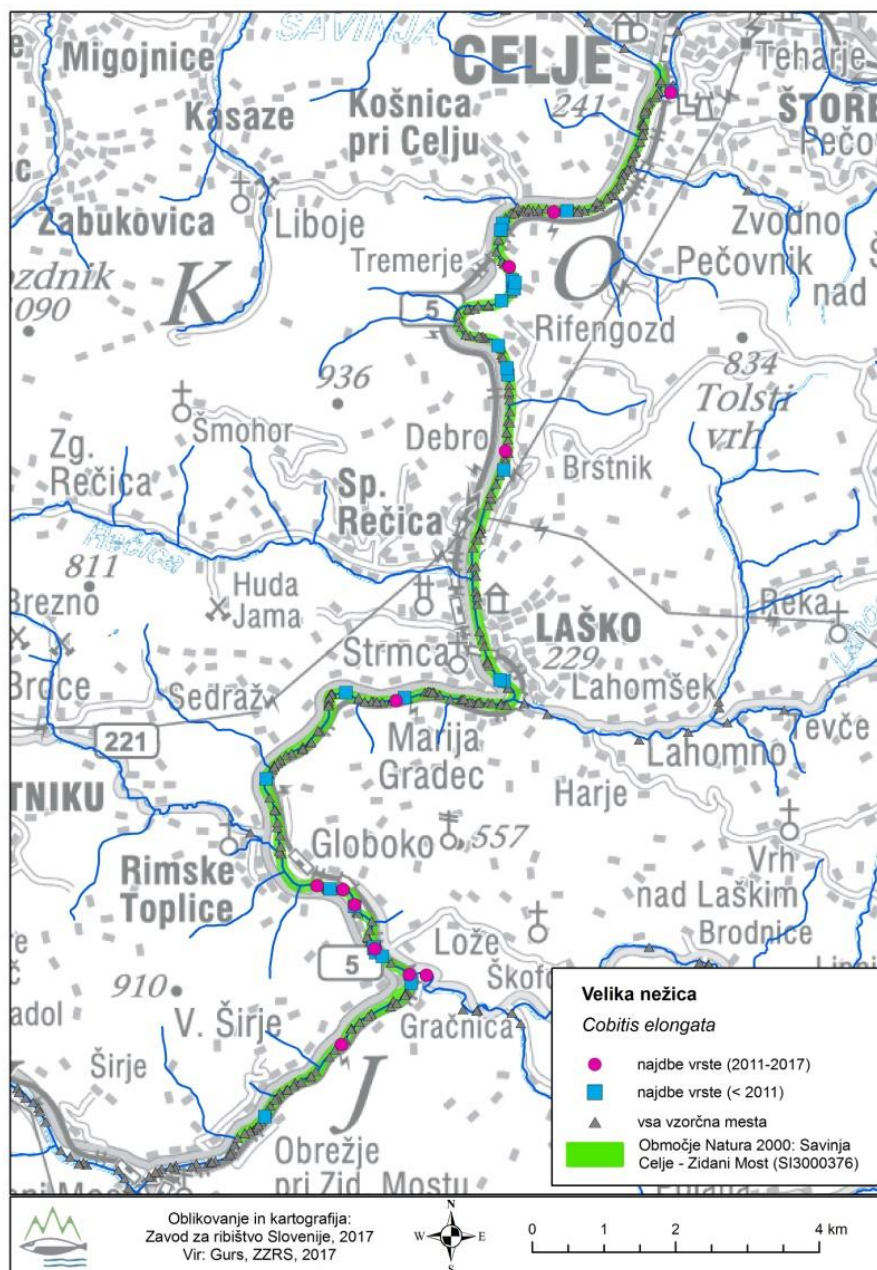 SAVINJA
Migojnice
CELJE
Teharje
Kasaze
Košnica
pri Celju
241
ŠTORE
Pečo
Zabukovica
Liboje
Zvodno
Tremerje
Pečovnik
nad
K
O
090
5
Rifengozd
936
834
Tolsti
vrh
Šmohor
Debro
Zg.
Rečica
Brstnik
Sp.
Rečica
Rečica
811
Huda
Jama
Brezno
Reka
LAŠKO
229
Strmca
Brdce
Sedraž
Lahomšek
221
Marija
Gradec
Lahomno
Tevče
TNIKU
Harje
Globoko
557
Rimske
Toplice
Vrh
nad Laškim
Brodnice
Lože
5
Škof
910
V. Širje
Gračnica
adol
Širje
J
Obrežje
pri Zid. Mostu
Velika nežica
Cobitis elongata
najdbe vrste (2011-2017)
najdbe vrste (< 2011)
vsa vzorčna mesta
Območje Natura 2000: Savinja
Celje - Zidani Most (SI3000376)
Oblikovanje in kartografija:
Zavod za ribištvo Slovenije, 2017
Vir: Gurs, ZZRS, 2017
N
W
E
S
0 1 2 4 km